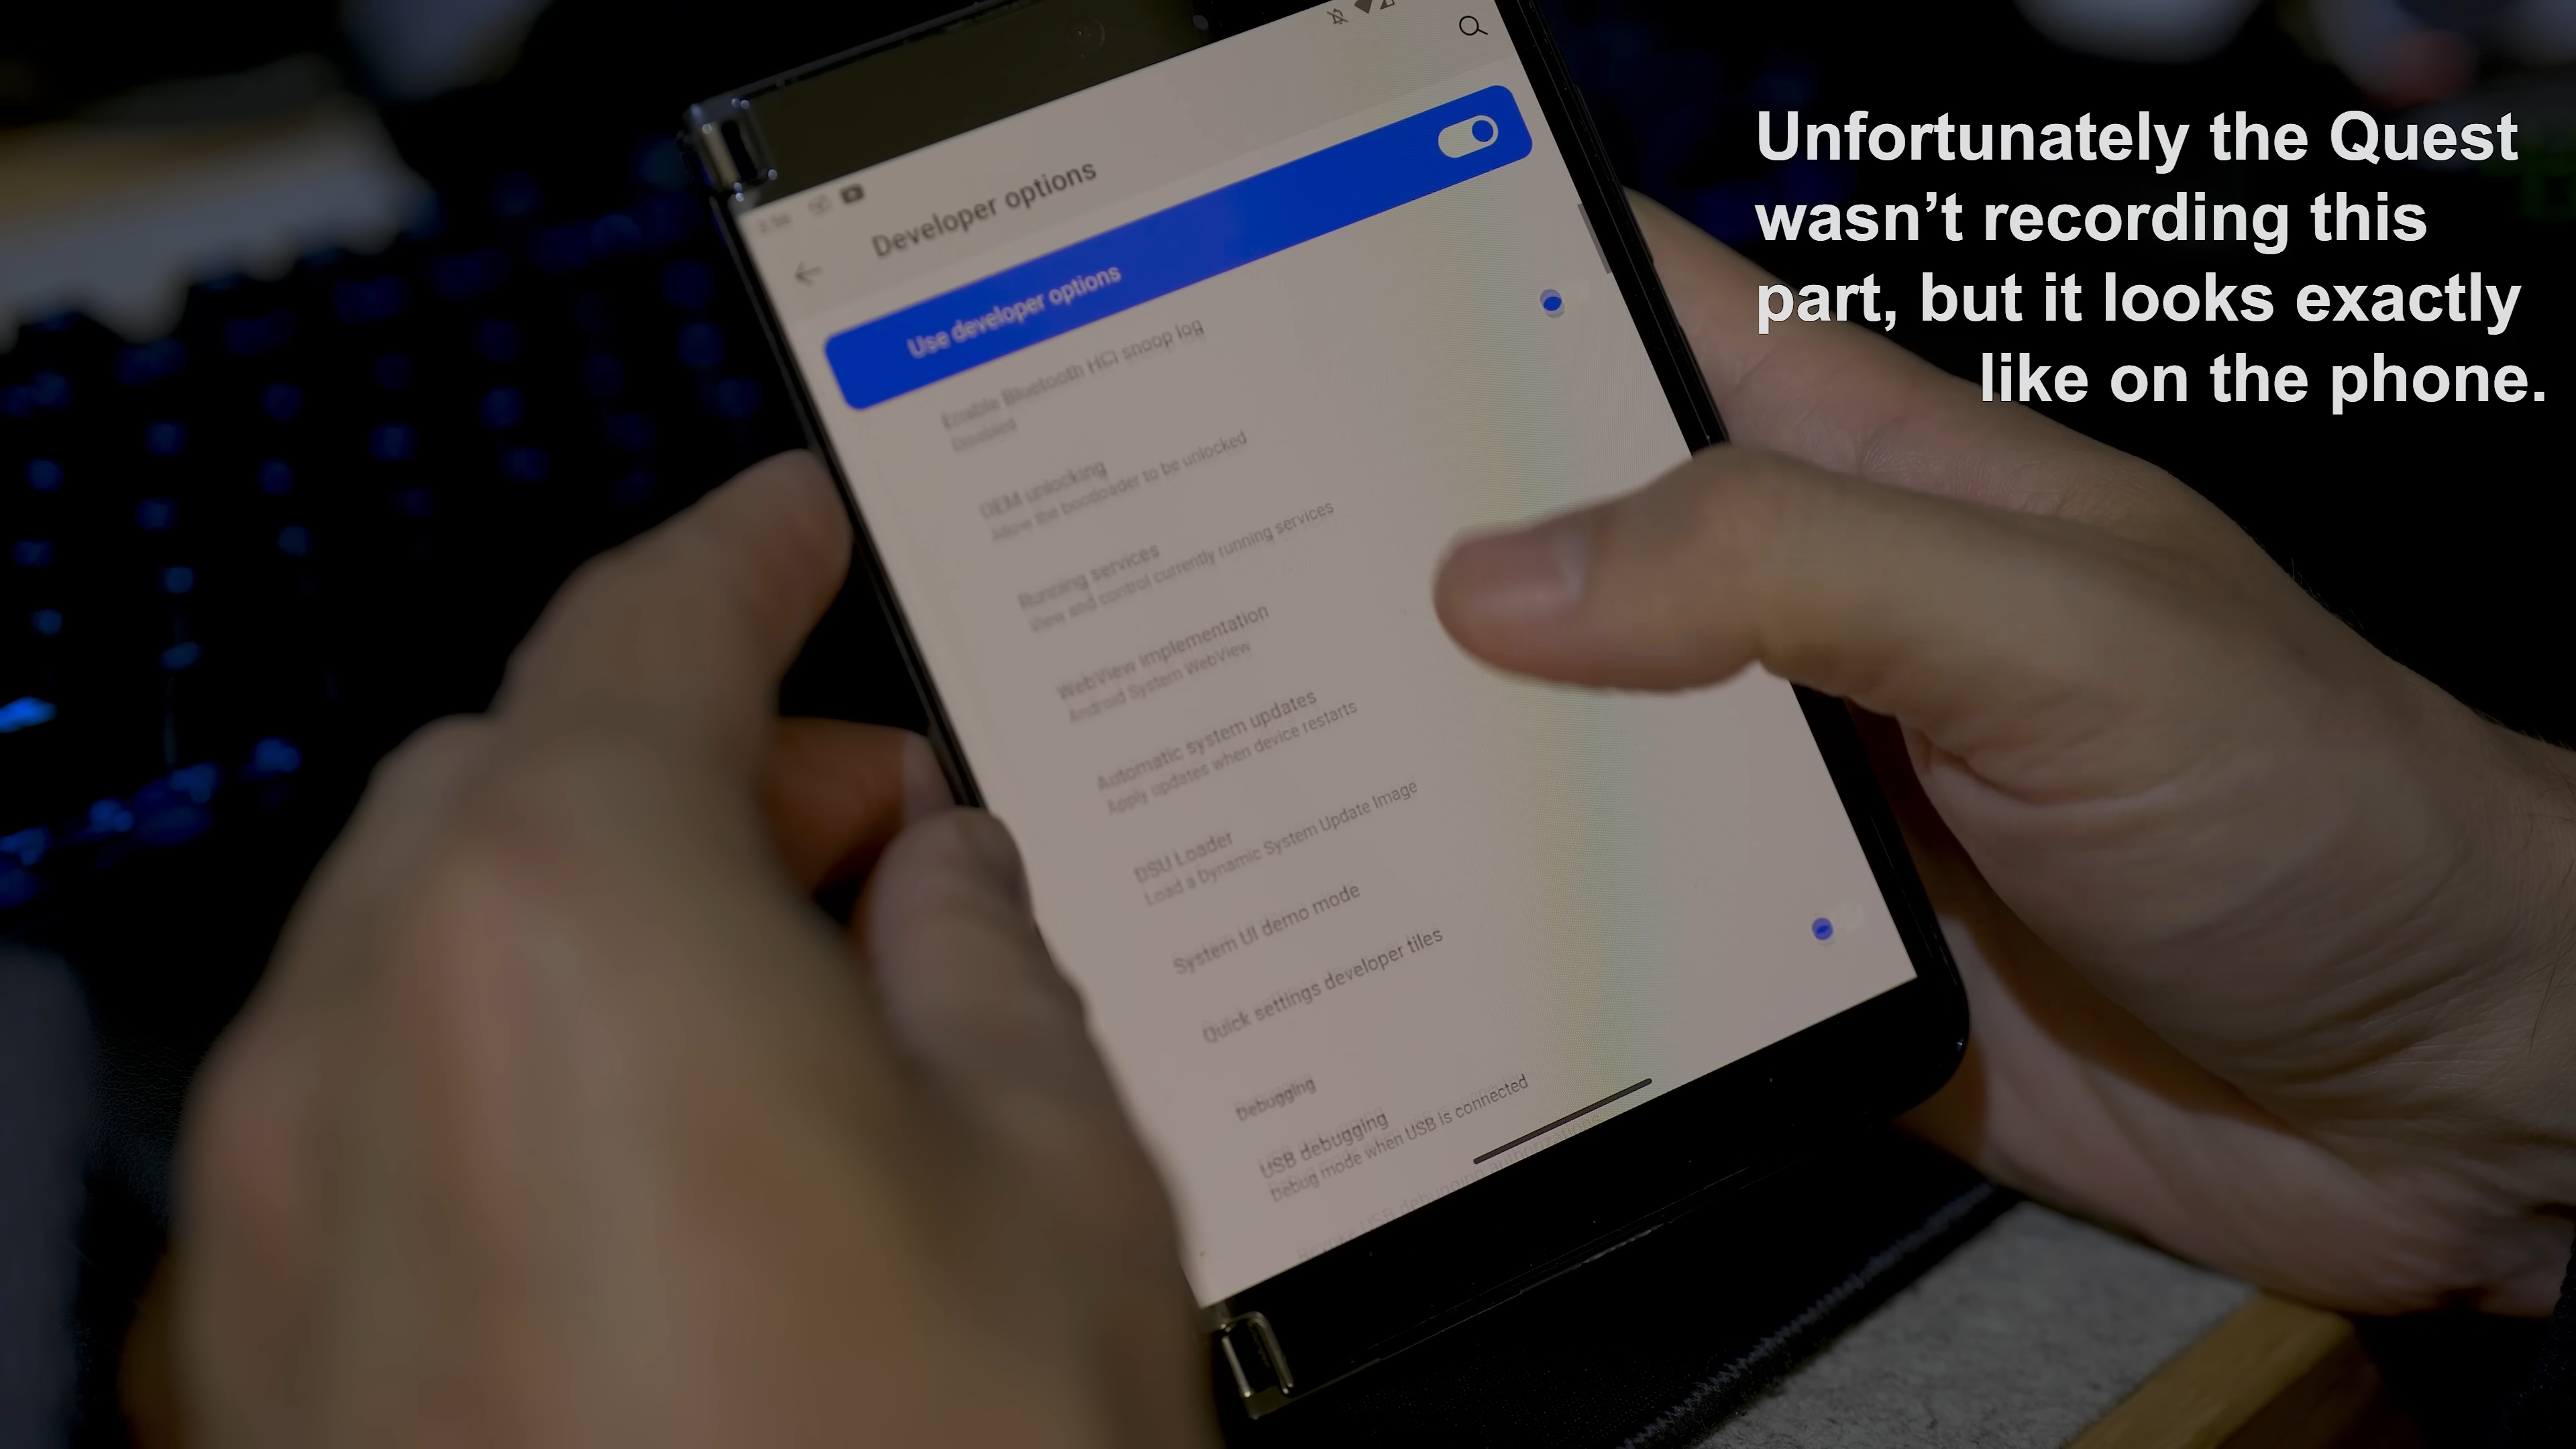 Unfortunately the Quest
wasn’t recording this
part, but it looks exactly
like on the phone.
Developer options
Use developer options
Enable Bluetooth HCI snoop log
Disabled
OEM unlocking
Allow the bootloader to be unlocked
Running services
View and control currently running services
WebView implementation
Android System WebView
Automatic system updates
Apply updates when device restarts
DSU Loader
Load a Dynamic System Update Image
System UI demo mode
Quick settings developer tiles
Debugging
USB debugging
Debug mode when USB is connected